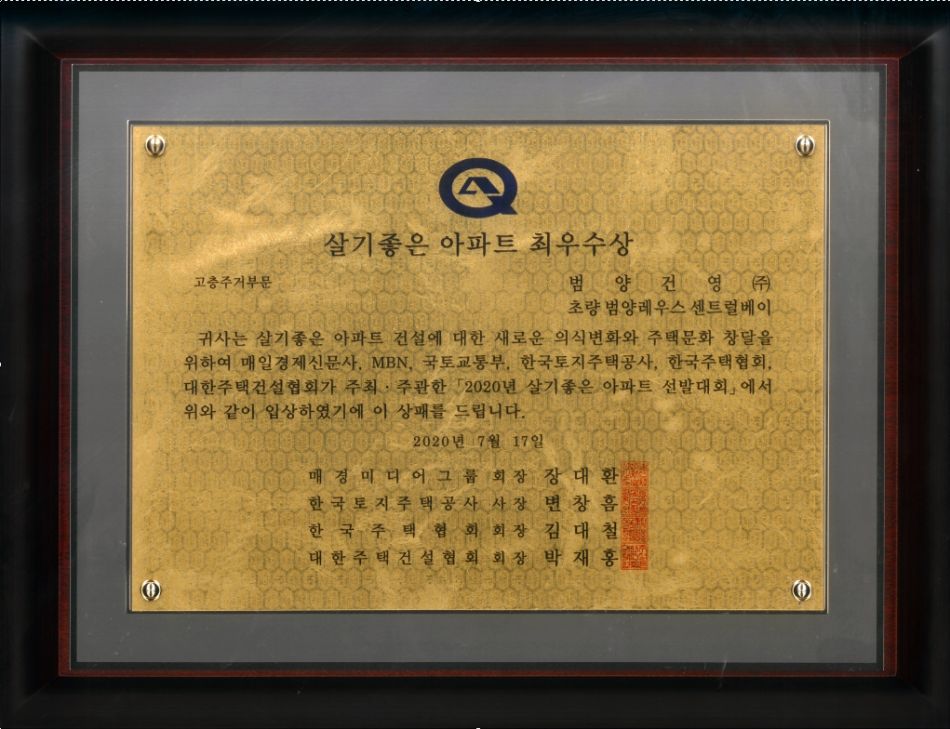 살기좋은 아파트 최우수상
고층주거부문
범 양 건 영 ㈜
초량 범양레우스 센트럴베이
귀사는 살기좋은 아파트 건설에 대한 새로운 의식변화와 주택문화 창달을
위하여 매일경제신문사, MBN, 국토교통부, 한국토지주택공사, 한국주택협회,
대한주택건설협회가 주최 · 주관한 「2020년 살기좋은 아파트 선발대회」에서
위와 같이 입상하였기에 이 상패를 드립니다.
2020년 7월 17일
매경미디어그룹 회장 장 대 환
한국토지주택공사 사장 변 창 흠
한 국 주 택 협 회 회장 김 대 철
대한주택건설협회 회장 박 재 홍